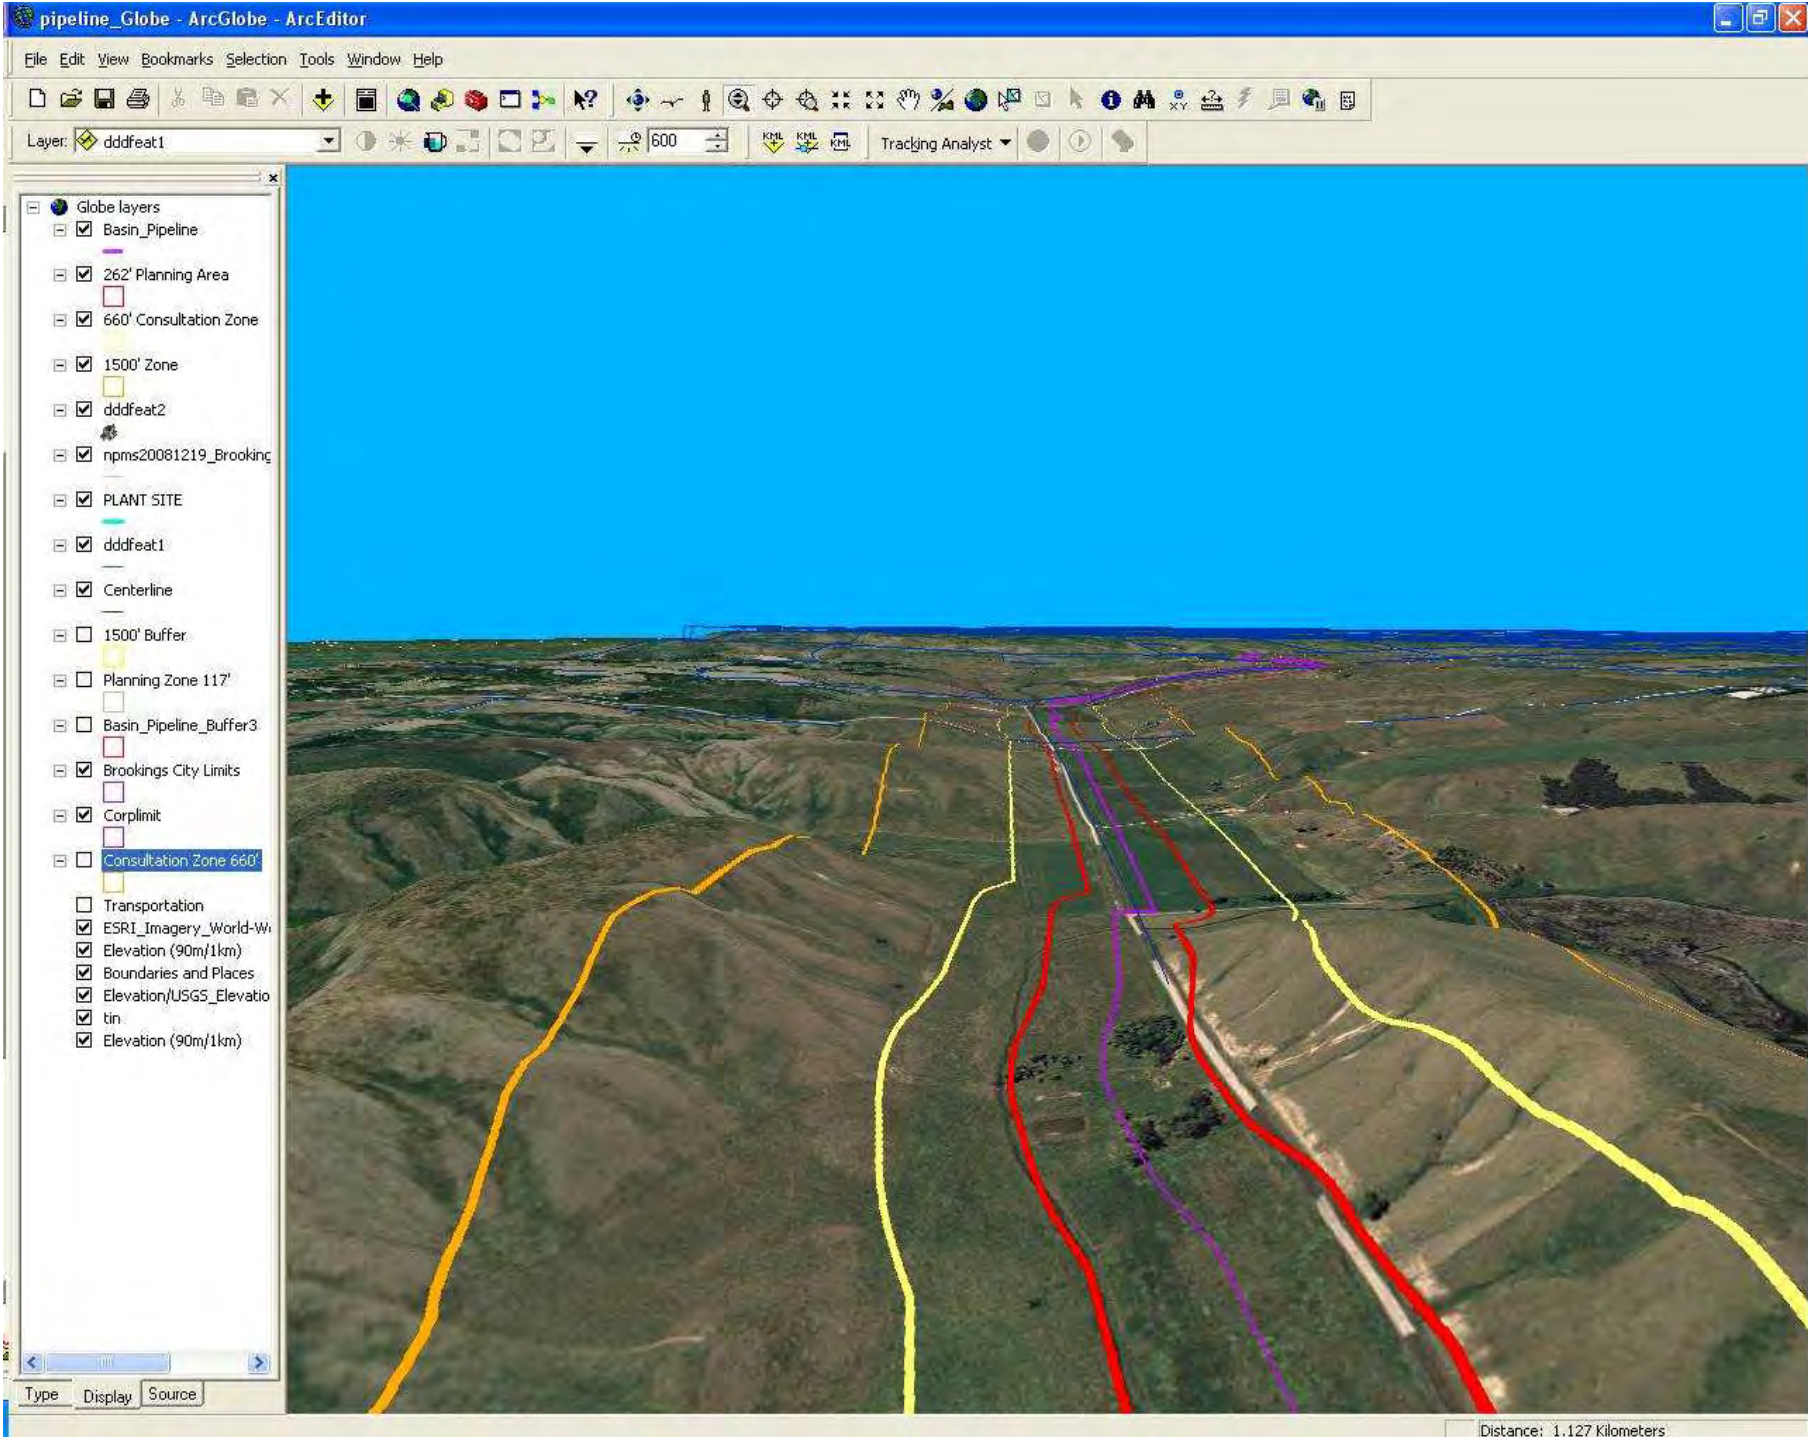 pipeline_Globe - ArcGlobe - ArcEditor
File Edit View Bookmarks Selection Tools Window Help
Layer: dddfeat1
600
KML KML KML
Tracking Analyst
Globe layers
Basin_Pipeline
262' Planning Area
660' Consultation Zone
1500' Zone
dddfeat2
npms20081219_Brooking
PLANT SITE
dddfeat1
Centerline
1500' Buffer
Planning Zone 117'
Basin_Pipeline_Buffer3
Brookings City Limits
Corplimit
Consultation Zone 660'
Transportation
ESRI_Imagery_World-W
Elevation (90m/1km)
Boundaries and Places
Elevation/USGS_Elevatio
tin
Elevation (90m/1km)
Type Display Source
Distance: 1.127 Kilometers